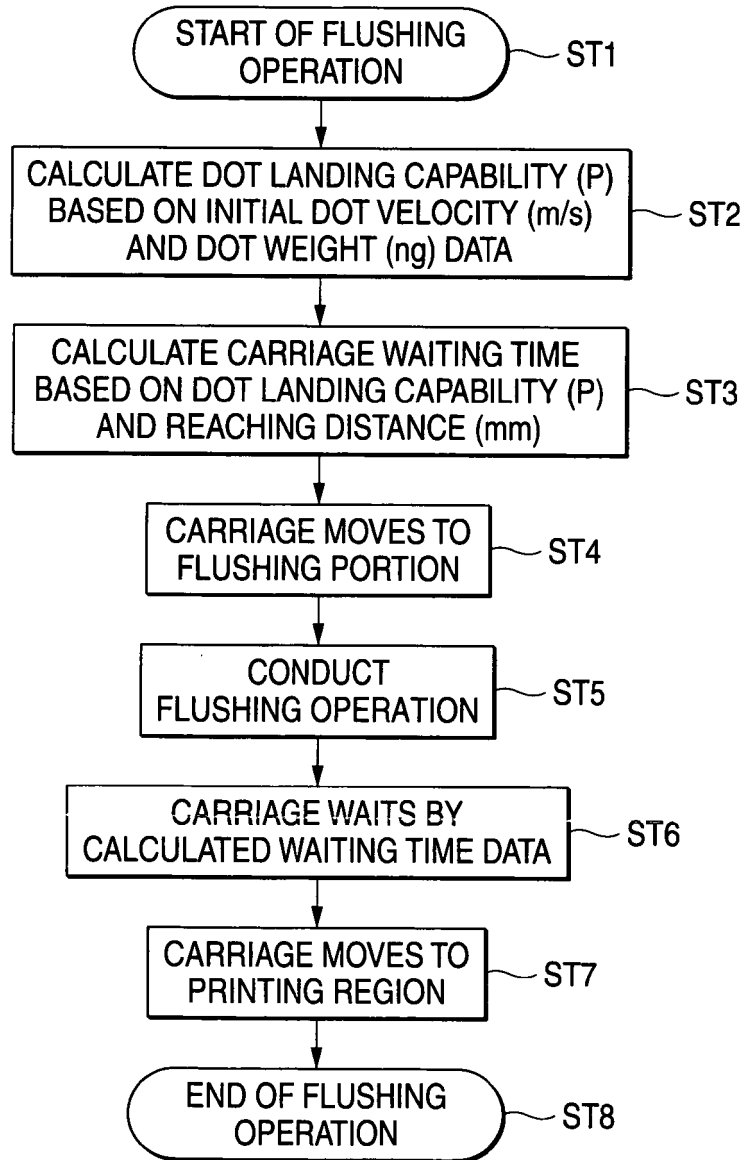 START OF FLUSHING
OPERATION
ST1
CALCULATE DOT LANDING CAPABILITY (P)
BASED ON INITIAL DOT VELOCITY (m/s)
AND DOT WEIGHT (ng) DATA
ST2
CALCULATE CARRIAGE WAITING TIME
BASED ON DOT LANDING CAPABILITY (P)
AND REACHING DISTANCE (mm)
ST3
CARRIAGE MOVES TO
FLUSHING PORTION
ST4
CONDUCT
FLUSHING OPERATION
ST5
CARRIAGE WAITS BY
CALCULATED WAITING TIME DATA
ST6
CARRIAGE MOVES TO
PRINTING REGION
ST7
END OF FLUSHING
OPERATION
ST8